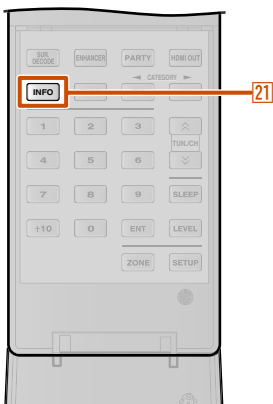 SUR. DECODE ENHANCER PARTY HDMI OUT
◄ CATEGORY ►
INFO 21
1 2 3
TUN/CH
4 5 6
7 8 9 SLEEP
+10 0 ENT LEVEL
ZONE SETUP